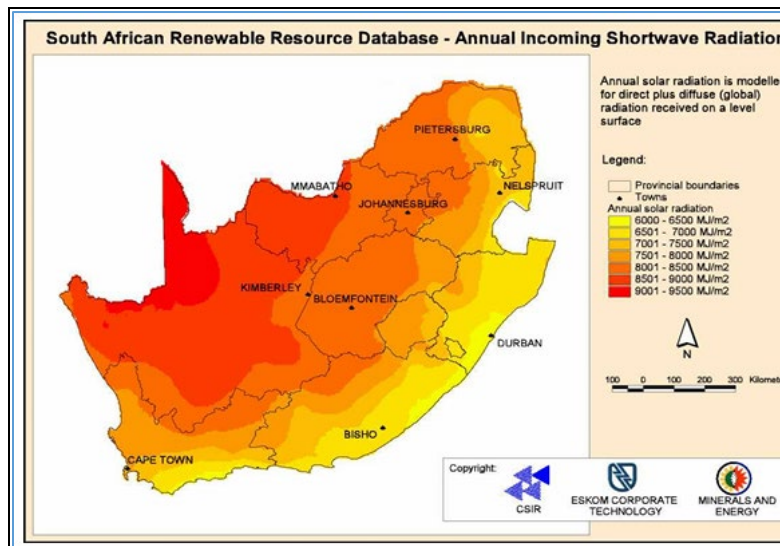 South African Renewable Resource Database - Annual Incoming Shortwave Radiation
Annual solar radiation is modelle
for direct plus diffuse (global)
radiation received on a level
surface
Legend:
Provincial boundaries
Towns
Annual solar radiation
6000 - 6500 MJ/m2
6501 - 7000 MJ/m2
7001 - 7500 MJ/m2
7501 - 8000 MJ/m2
8001 - 8500 MJ/m2
8501 - 9000 MJ/m2
9001 - 9500 MJ/m2
PIETERSBURG
MMABATHO
NELSPRUIT
JOHANNESBURG
KIMBERLEY
BLOEMFONTEIN
DURBAN
BISHO
CAPE TOWN
N
100 0 100 200 300 Kilomete
Copyright:
CSIR
ESKOM CORPORATE
TECHNOLOGY
MINERALS AND
ENERGY